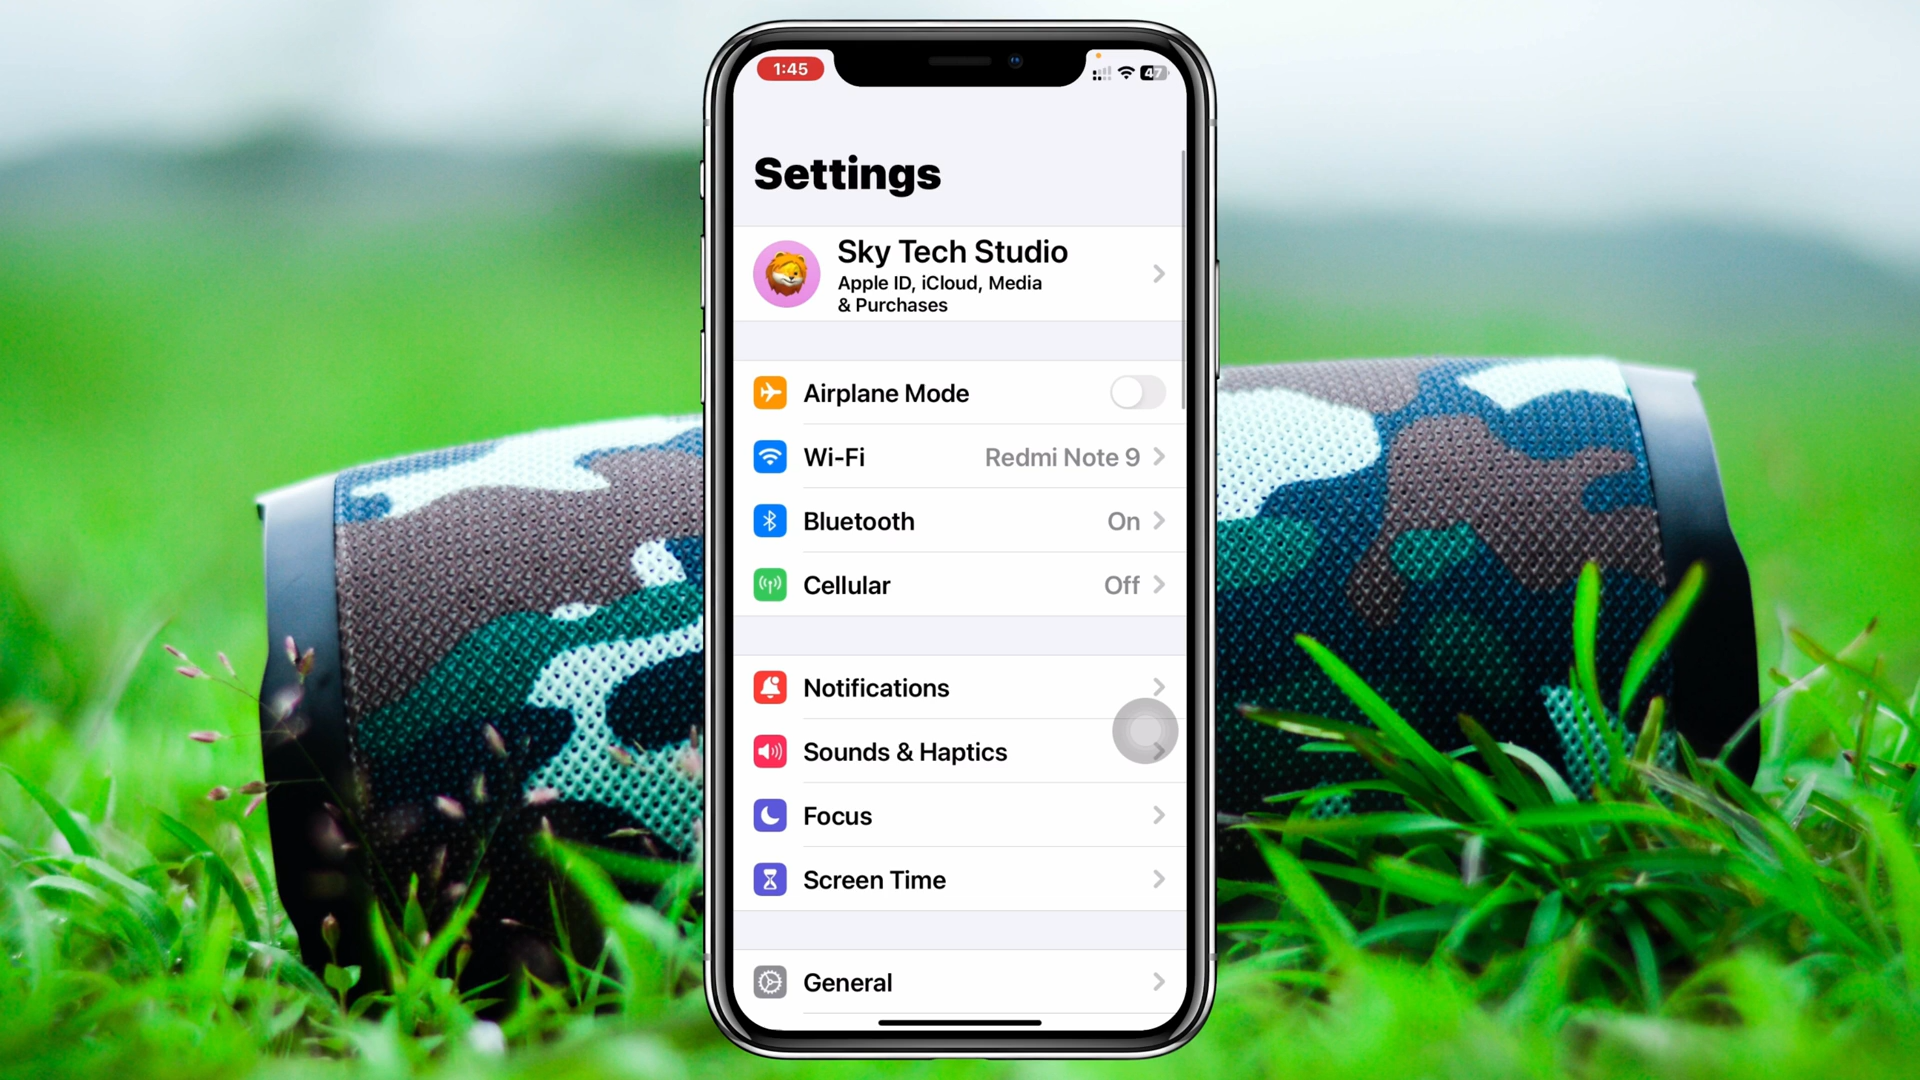 1:45
47
Settings
Sky Tech Studio
Apple ID, iCloud, Media
& Purchases
Airplane Mode
Wi-Fi Redmi Note 9
Bluetooth On
Cellular Off
Notifications
Sounds & Haptics
Focus
Screen Time
General